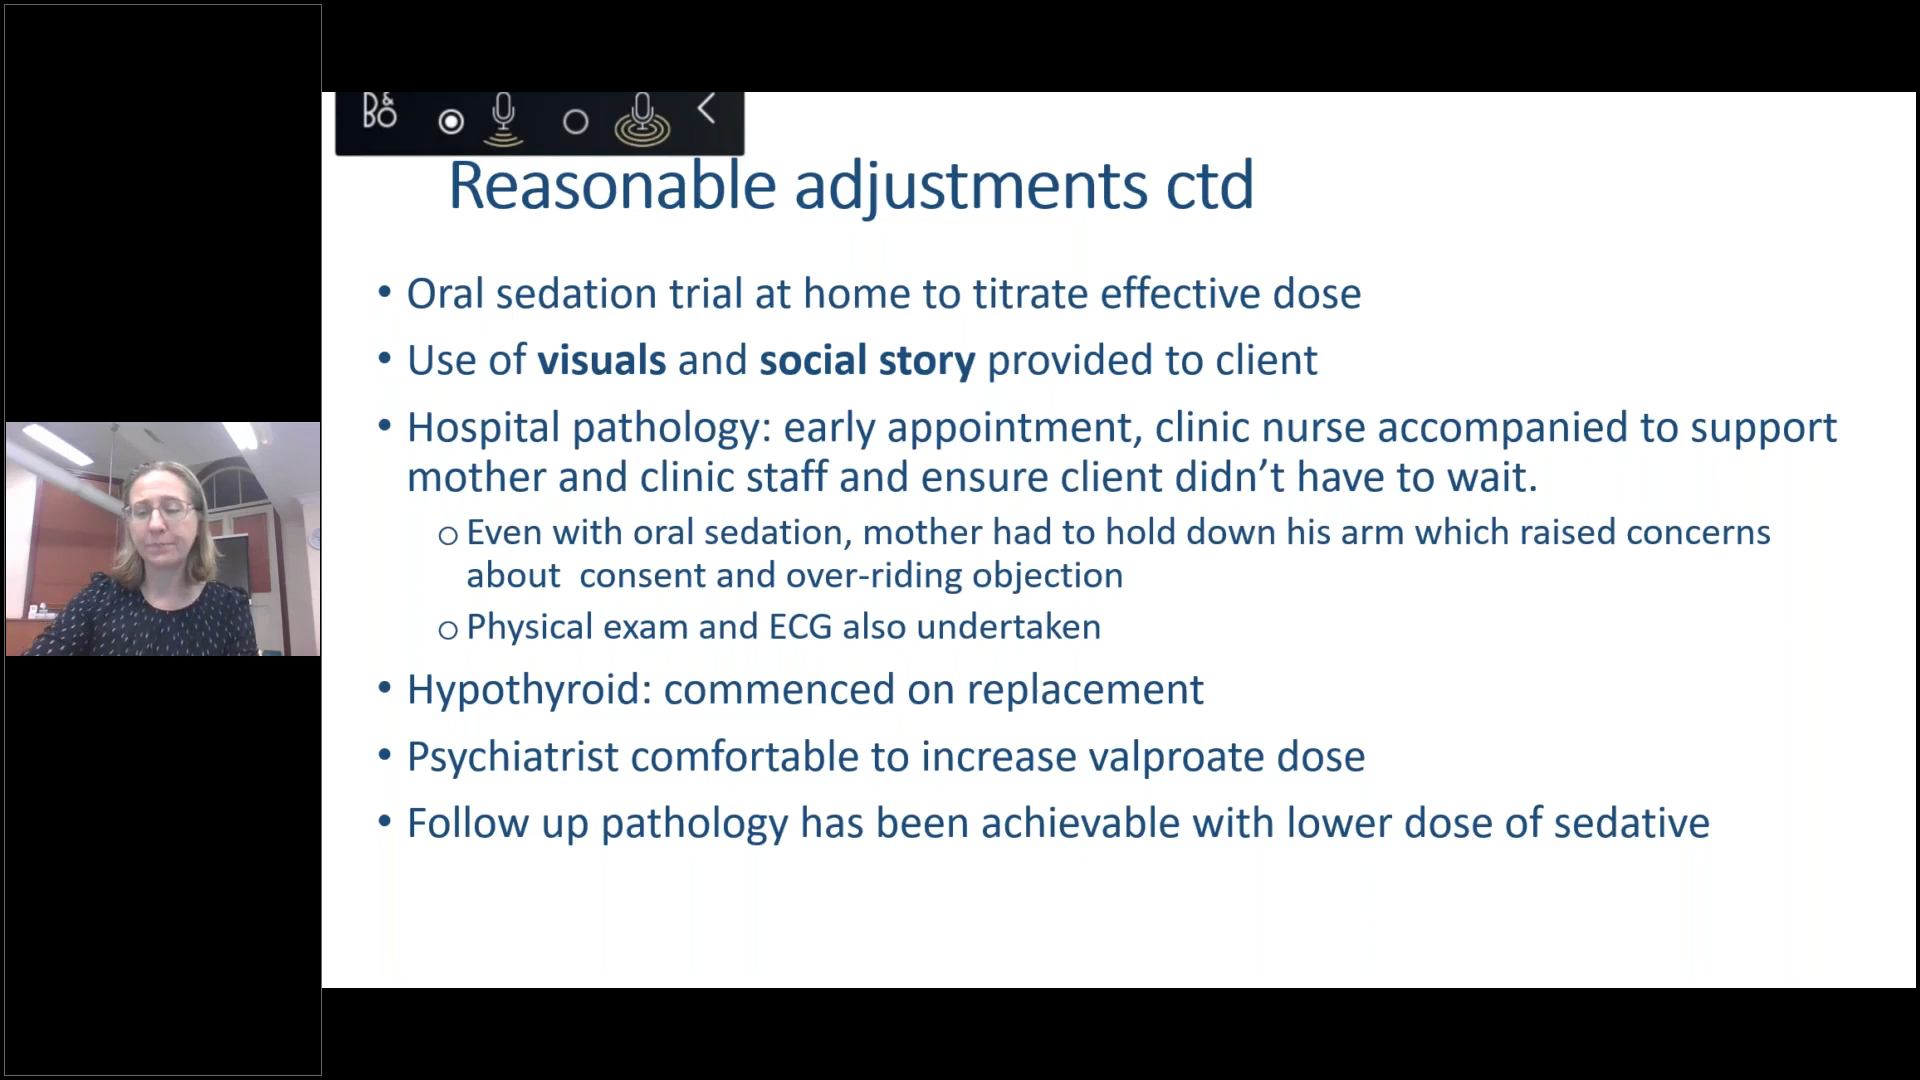 B&O
Reasonable adjustments ctd
• Oral sedation trial at home to titrate effective dose
• Use of visuals and social story provided to client
• Hospital pathology: early appointment, clinic nurse accompanied to support
mother and clinic staff and ensure client didn’t have to wait.
o Even with oral sedation, mother had to hold down his arm which raised concerns
about  consent and over-riding objection
o Physical exam and ECG also undertaken
• Hypothyroid: commenced on replacement
• Psychiatrist comfortable to increase valproate dose
• Follow up pathology has been achievable with lower dose of sedative